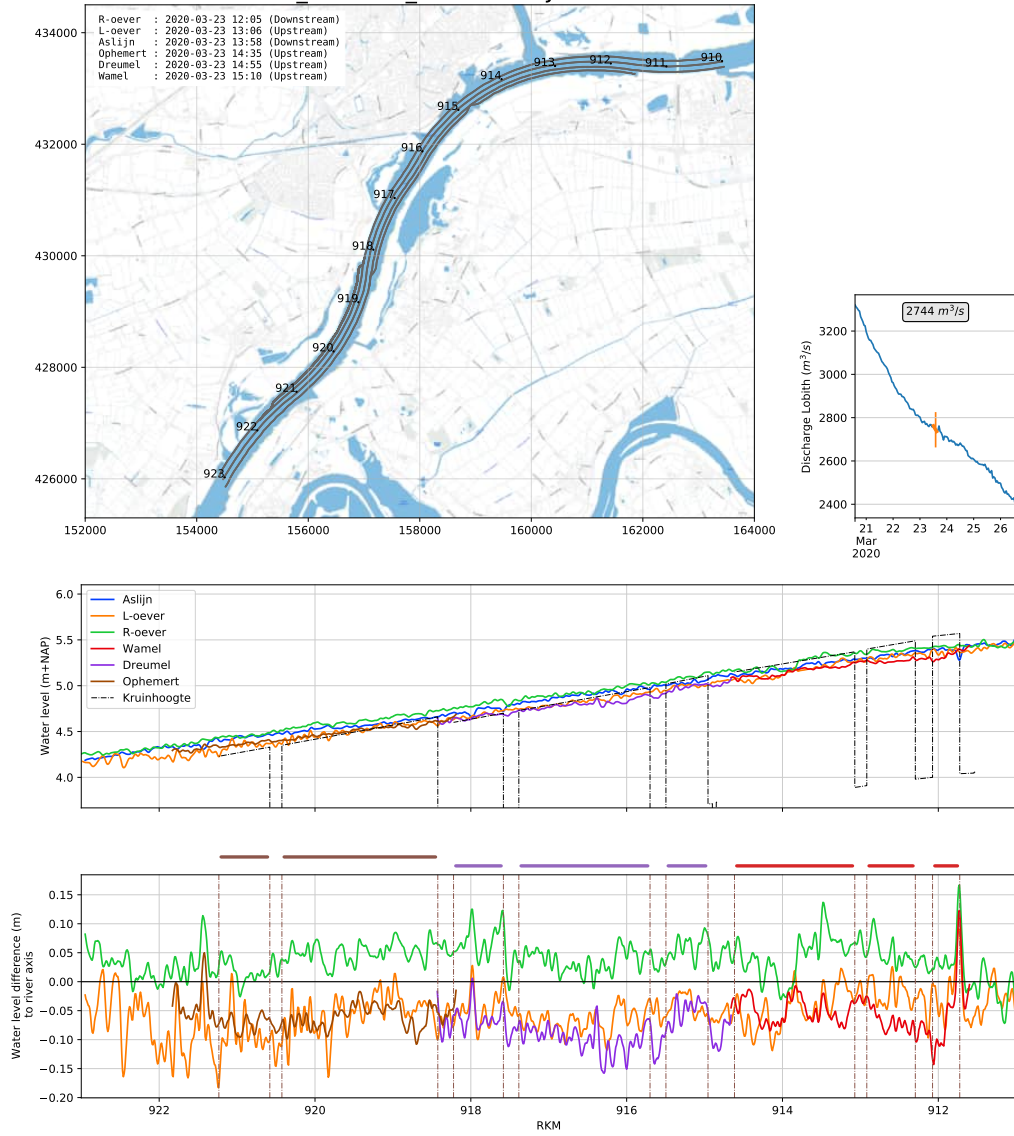 R-oever : 2020-03-23 12:05 (Downstream)
L-oever : 2020-03-23 13:06 (Upstream)
Aslijn : 2020-03-23 13:58 (Downstream)
Ophemert : 2020-03-23 14:35 (Upstream)
Dreumel : 2020-03-23 14:55 (Upstream)
Wamel : 2020-03-23 15:10 (Upstream)
434000
432000
430000
428000
426000
152000 154000 156000 158000 160000 162000 164000
910
911
912
913
914
915
916
917
918
919
920
921
922
923
2744 m³/s
Discharge Lobith (m³/s)
3200
3000
2800
2600
2400
21 22 23 24 25 26
Mar
2020
Water level (m+NAP)
6.0
5.5
5.0
4.5
4.0
Aslijn
L-oever
R-oever
Wamel
Dreumel
Ophemert
Kruinhoogte
Water level difference (m)
to river axis
0.15
0.10
0.05
0.00
−0.05
−0.10
−0.15
−0.20
922 920 918 916 914 912
RKM